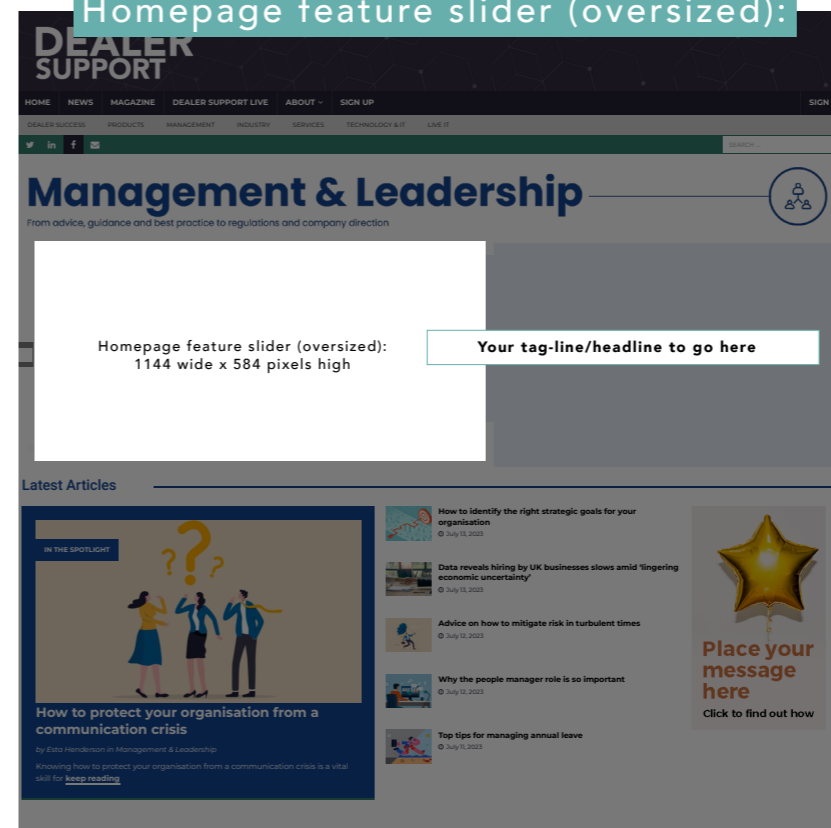 Homepage feature slider (oversized):
DEALER
SUPPORT
HOME NEWS MAGAZINE DEALER SUPPORT LIVE ABOUT SIGN UP SIGN
DEALER SUCCESS PRODUCTS MANAGEMENT INDUSTRY SERVICES TECHNOLOGY & IT LIVE IT
SEARCH ...
Management & Leadership
From advice, guidance and best practice to regulations and company direction
Homepage feature slider (oversized):
1144 wide x 584 pixels high
Your tag-line/headline to go here
Latest Articles
IN THE SPOTLIGHT
How to protect your organisation from a
communication crisis
by Esta Henderson in Management & Leadership
Knowing how to protect your organisation from a communication crisis is a vital
skill for keep reading
How to identify the right strategic goals for your
organisation
July 13, 2023
Data reveals hiring by UK businesses slows amid ‘lingering
economic uncertainty’
July 13, 2023
Advice on how to mitigate risk in turbulent times
July 12, 2023
Why the people manager role is so important
July 12, 2023
Top tips for managing annual leave
July 11, 2023
Place your
message
here
Click to find out how